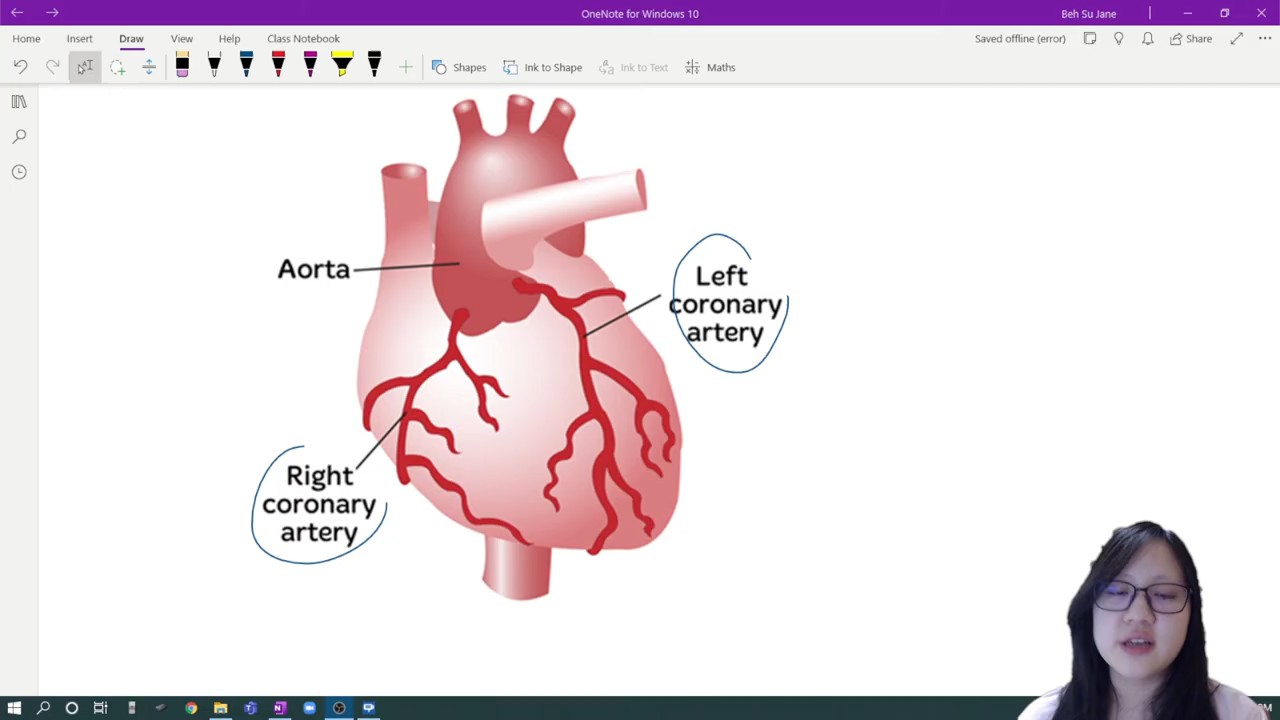 OneNote for Windows 10
Beh Su Jane
Home
Insert
Draw
View
Help
Class Notebook
Saved offline (error)
Share
Shapes
Ink to Shape
Ink to Text
Maths
Aorta
Left
coronary
artery
Right
coronary
artery